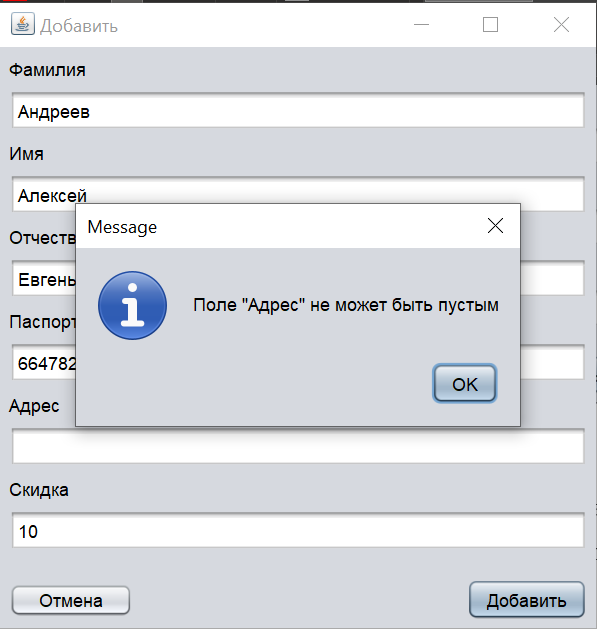 Добавить
Фамилия
Андреев
Имя
Алексей
Message
Поле "Адрес" не может быть пустым
OK
Адрес
Скидка
10
Отмена
Добавить